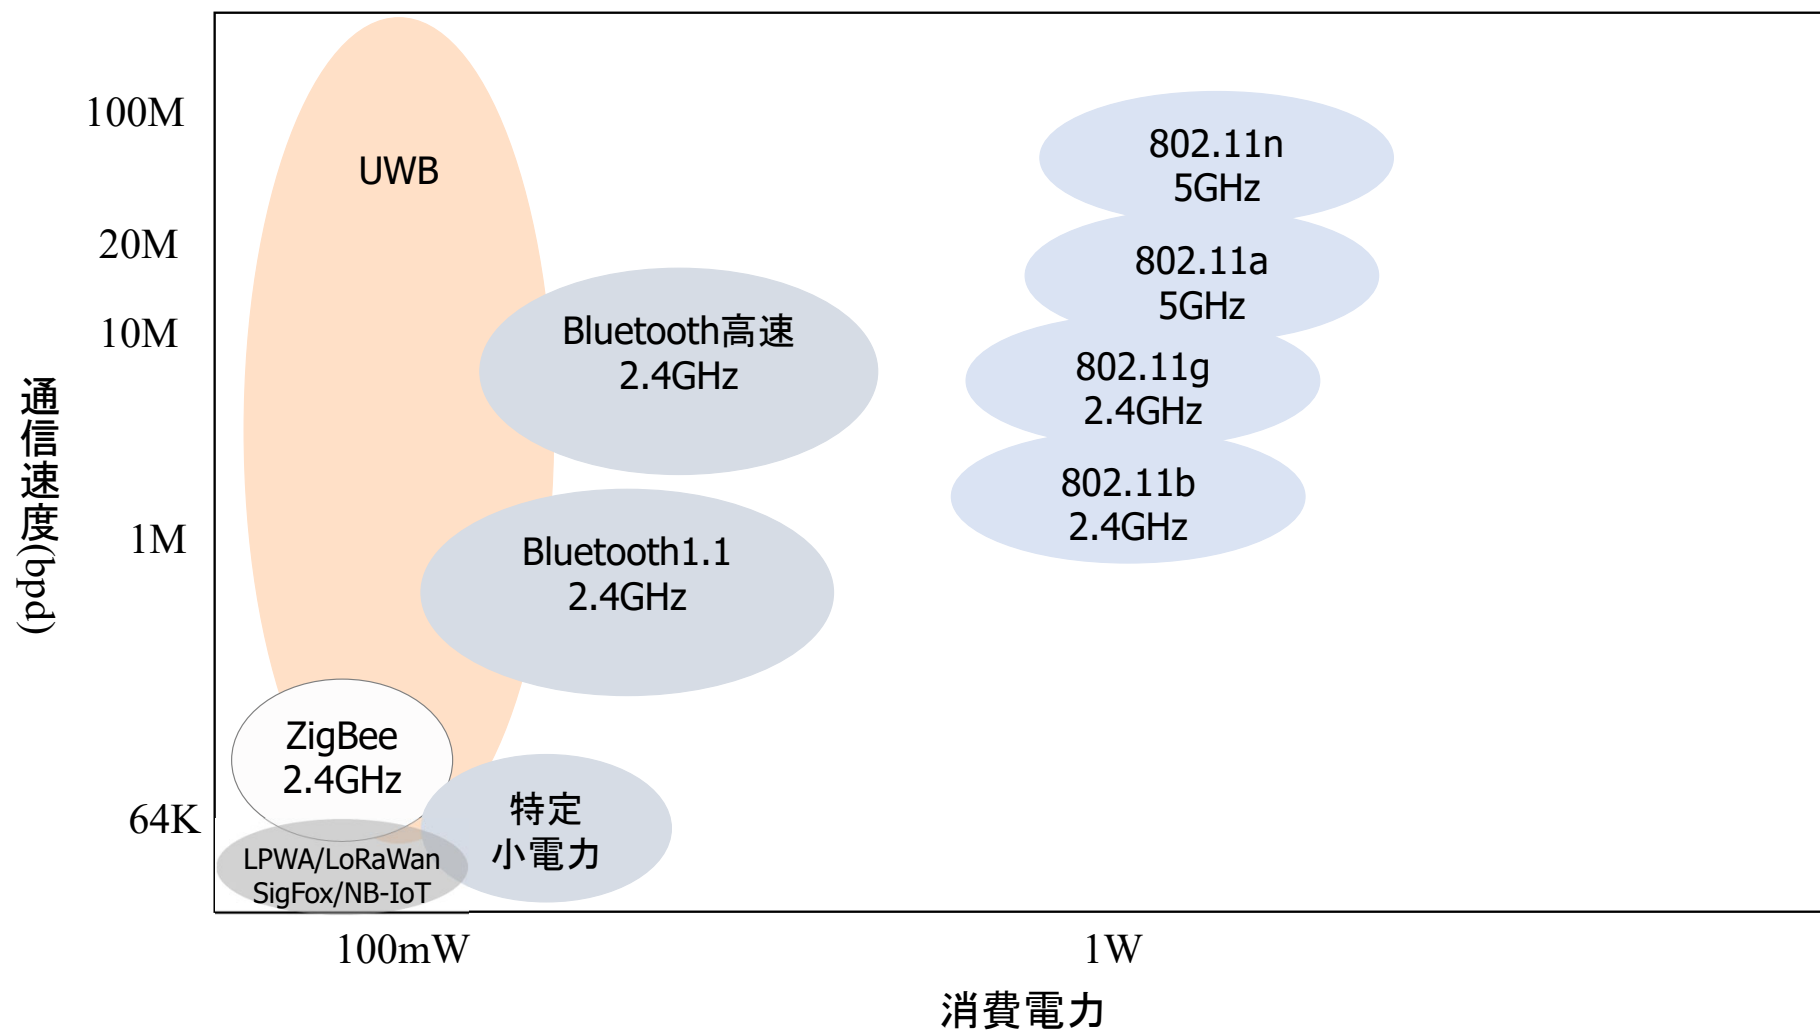 100M
20M
10M
1M
64K
通信速度(bpd)
UWB
802.11n
5GHz
802.11a
5GHz
Bluetooth高速
2.4GHz
802.11g
2.4GHz
802.11b
2.4GHz
Bluetooth1.1
2.4GHz
ZigBee
2.4GHz
特定
小電力
LPWA/LoRaWan
SigFox/NB-IoT
100mW
1W
消費電力